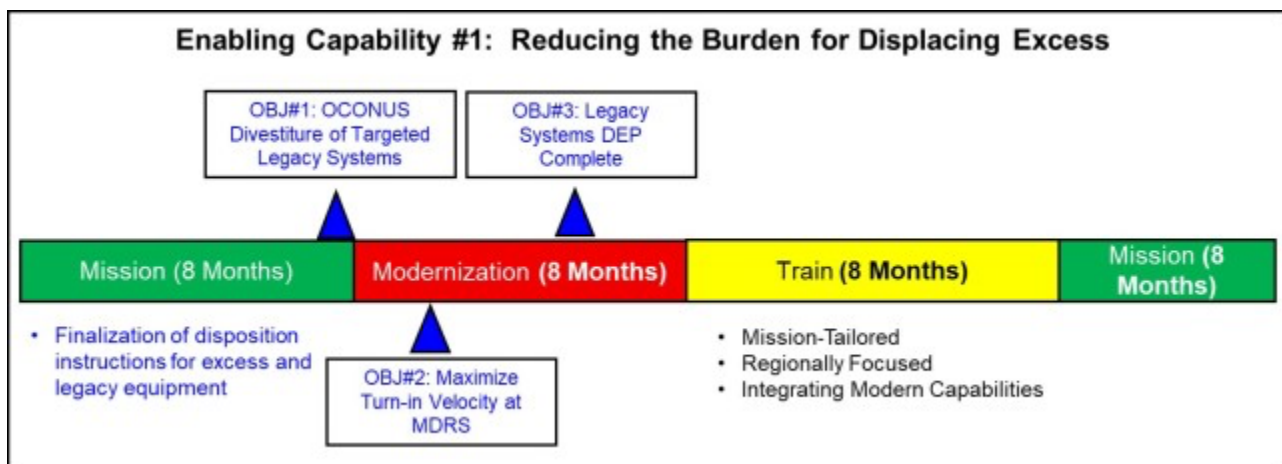 Enabling Capability #1: Reducing the Burden for Displacing Excess
OBJ#1: OCONUS
Divestiture of Targeted
Legacy Systems
OBJ#3: Legacy
Systems DEP
Complete
Mission (8 Months)
Modernization (8 Months)
Train (8 Months)
Mission (8
Months)
• Finalization of disposition
instructions for excess and
legacy equipment
OBJ#2: Maximize
Turn-in Velocity at
MDRS
• Mission-Tailored
• Regionally Focused
• Integrating Modern Capabilities